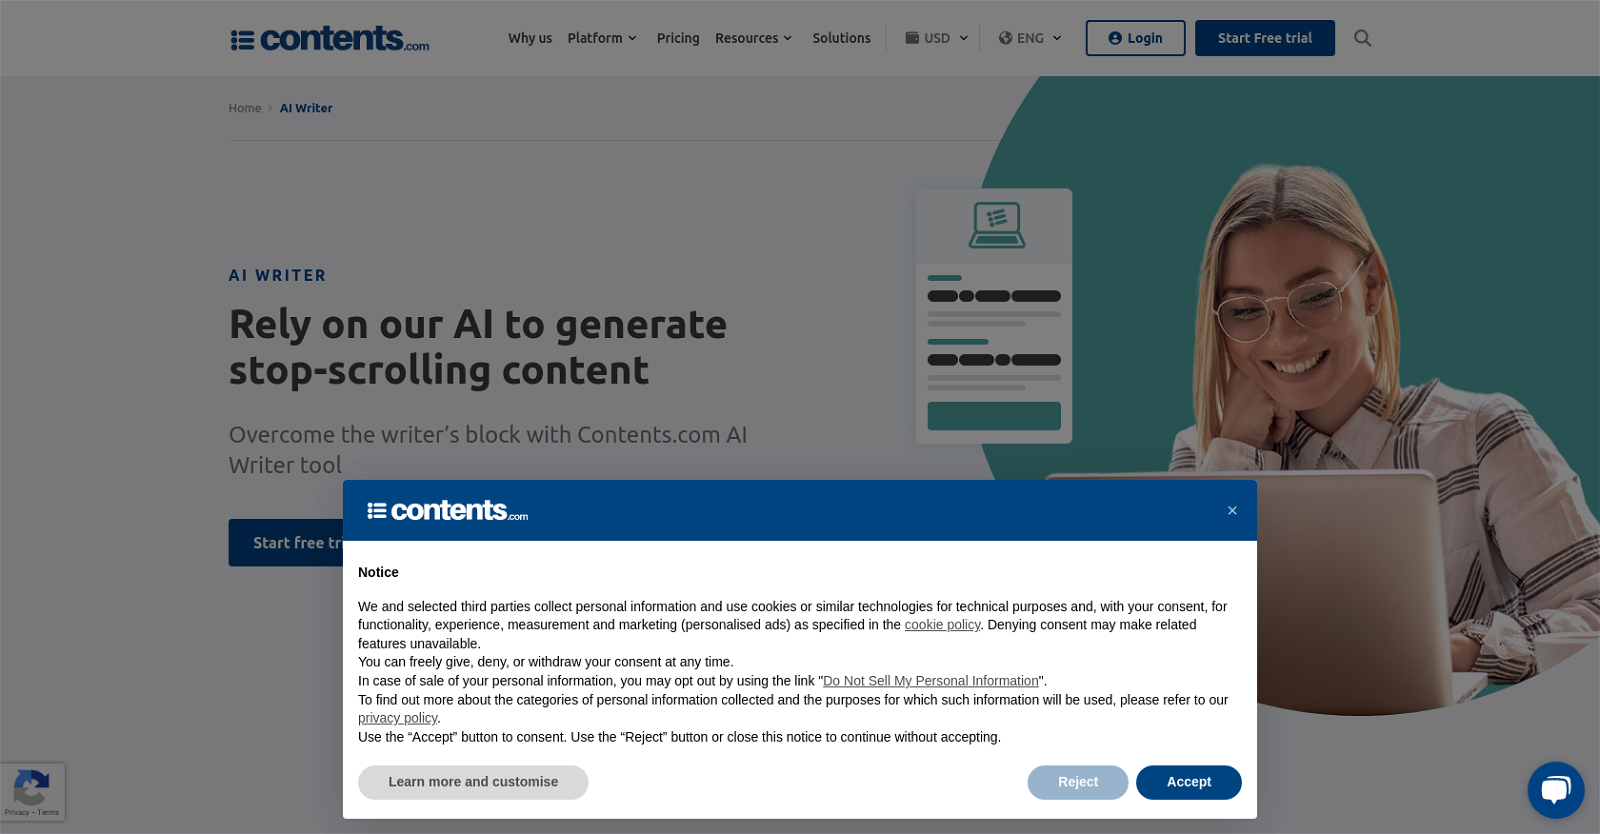 contents.com
Why us
Platform
Pricing
Resources
Solutions
USD
ENG
Login
Start Free trial
Home
AI Writer
AI WRITER
Rely on our AI to generate
stop-scrolling content
Overcome the writer’s block with Contents.com AI
Writer tool
Start free tri
contents.com
×
Notice
We and selected third parties collect personal information and use cookies or similar technologies for technical purposes and, with your consent, for
functionality, experience, measurement and marketing (personalised ads) as specified in the cookie policy. Denying consent may make related
features unavailable.
You can freely give, deny, or withdraw your consent at any time.
In case of sale of your personal information, you may opt out by using the link "Do Not Sell My Personal Information".
To find out more about the categories of personal information collected and the purposes for which such information will be used, please refer to our
privacy policy.
Use the “Accept” button to consent. Use the “Reject” button or close this notice to continue without accepting.
Learn more and customise
Reject
Accept
Privacy - Terms